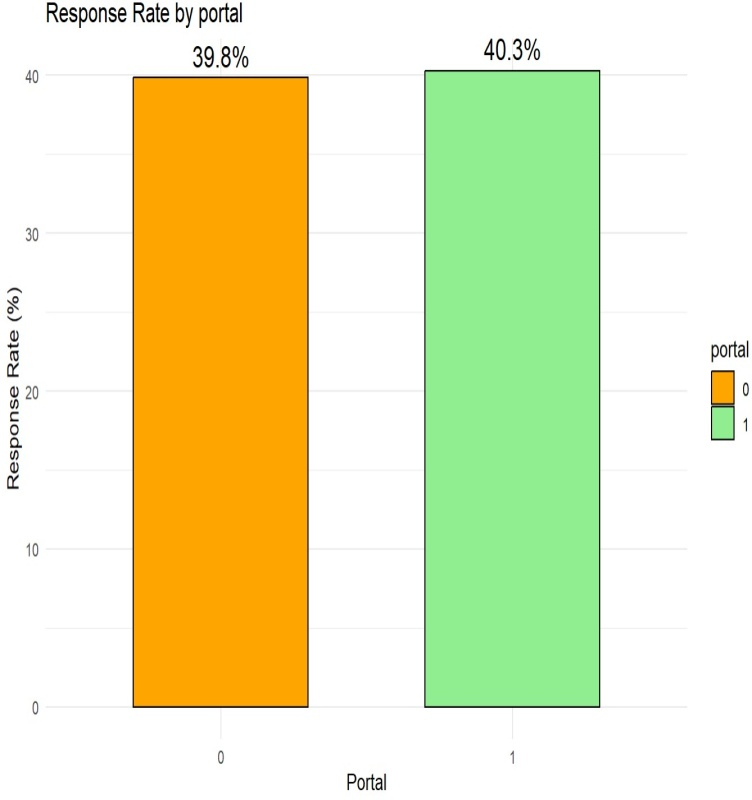 Response Rate by portal
39.8%
40.3%
40
30
20
10
0
Response Rate (%)
0
1
Portal
portal
0
1